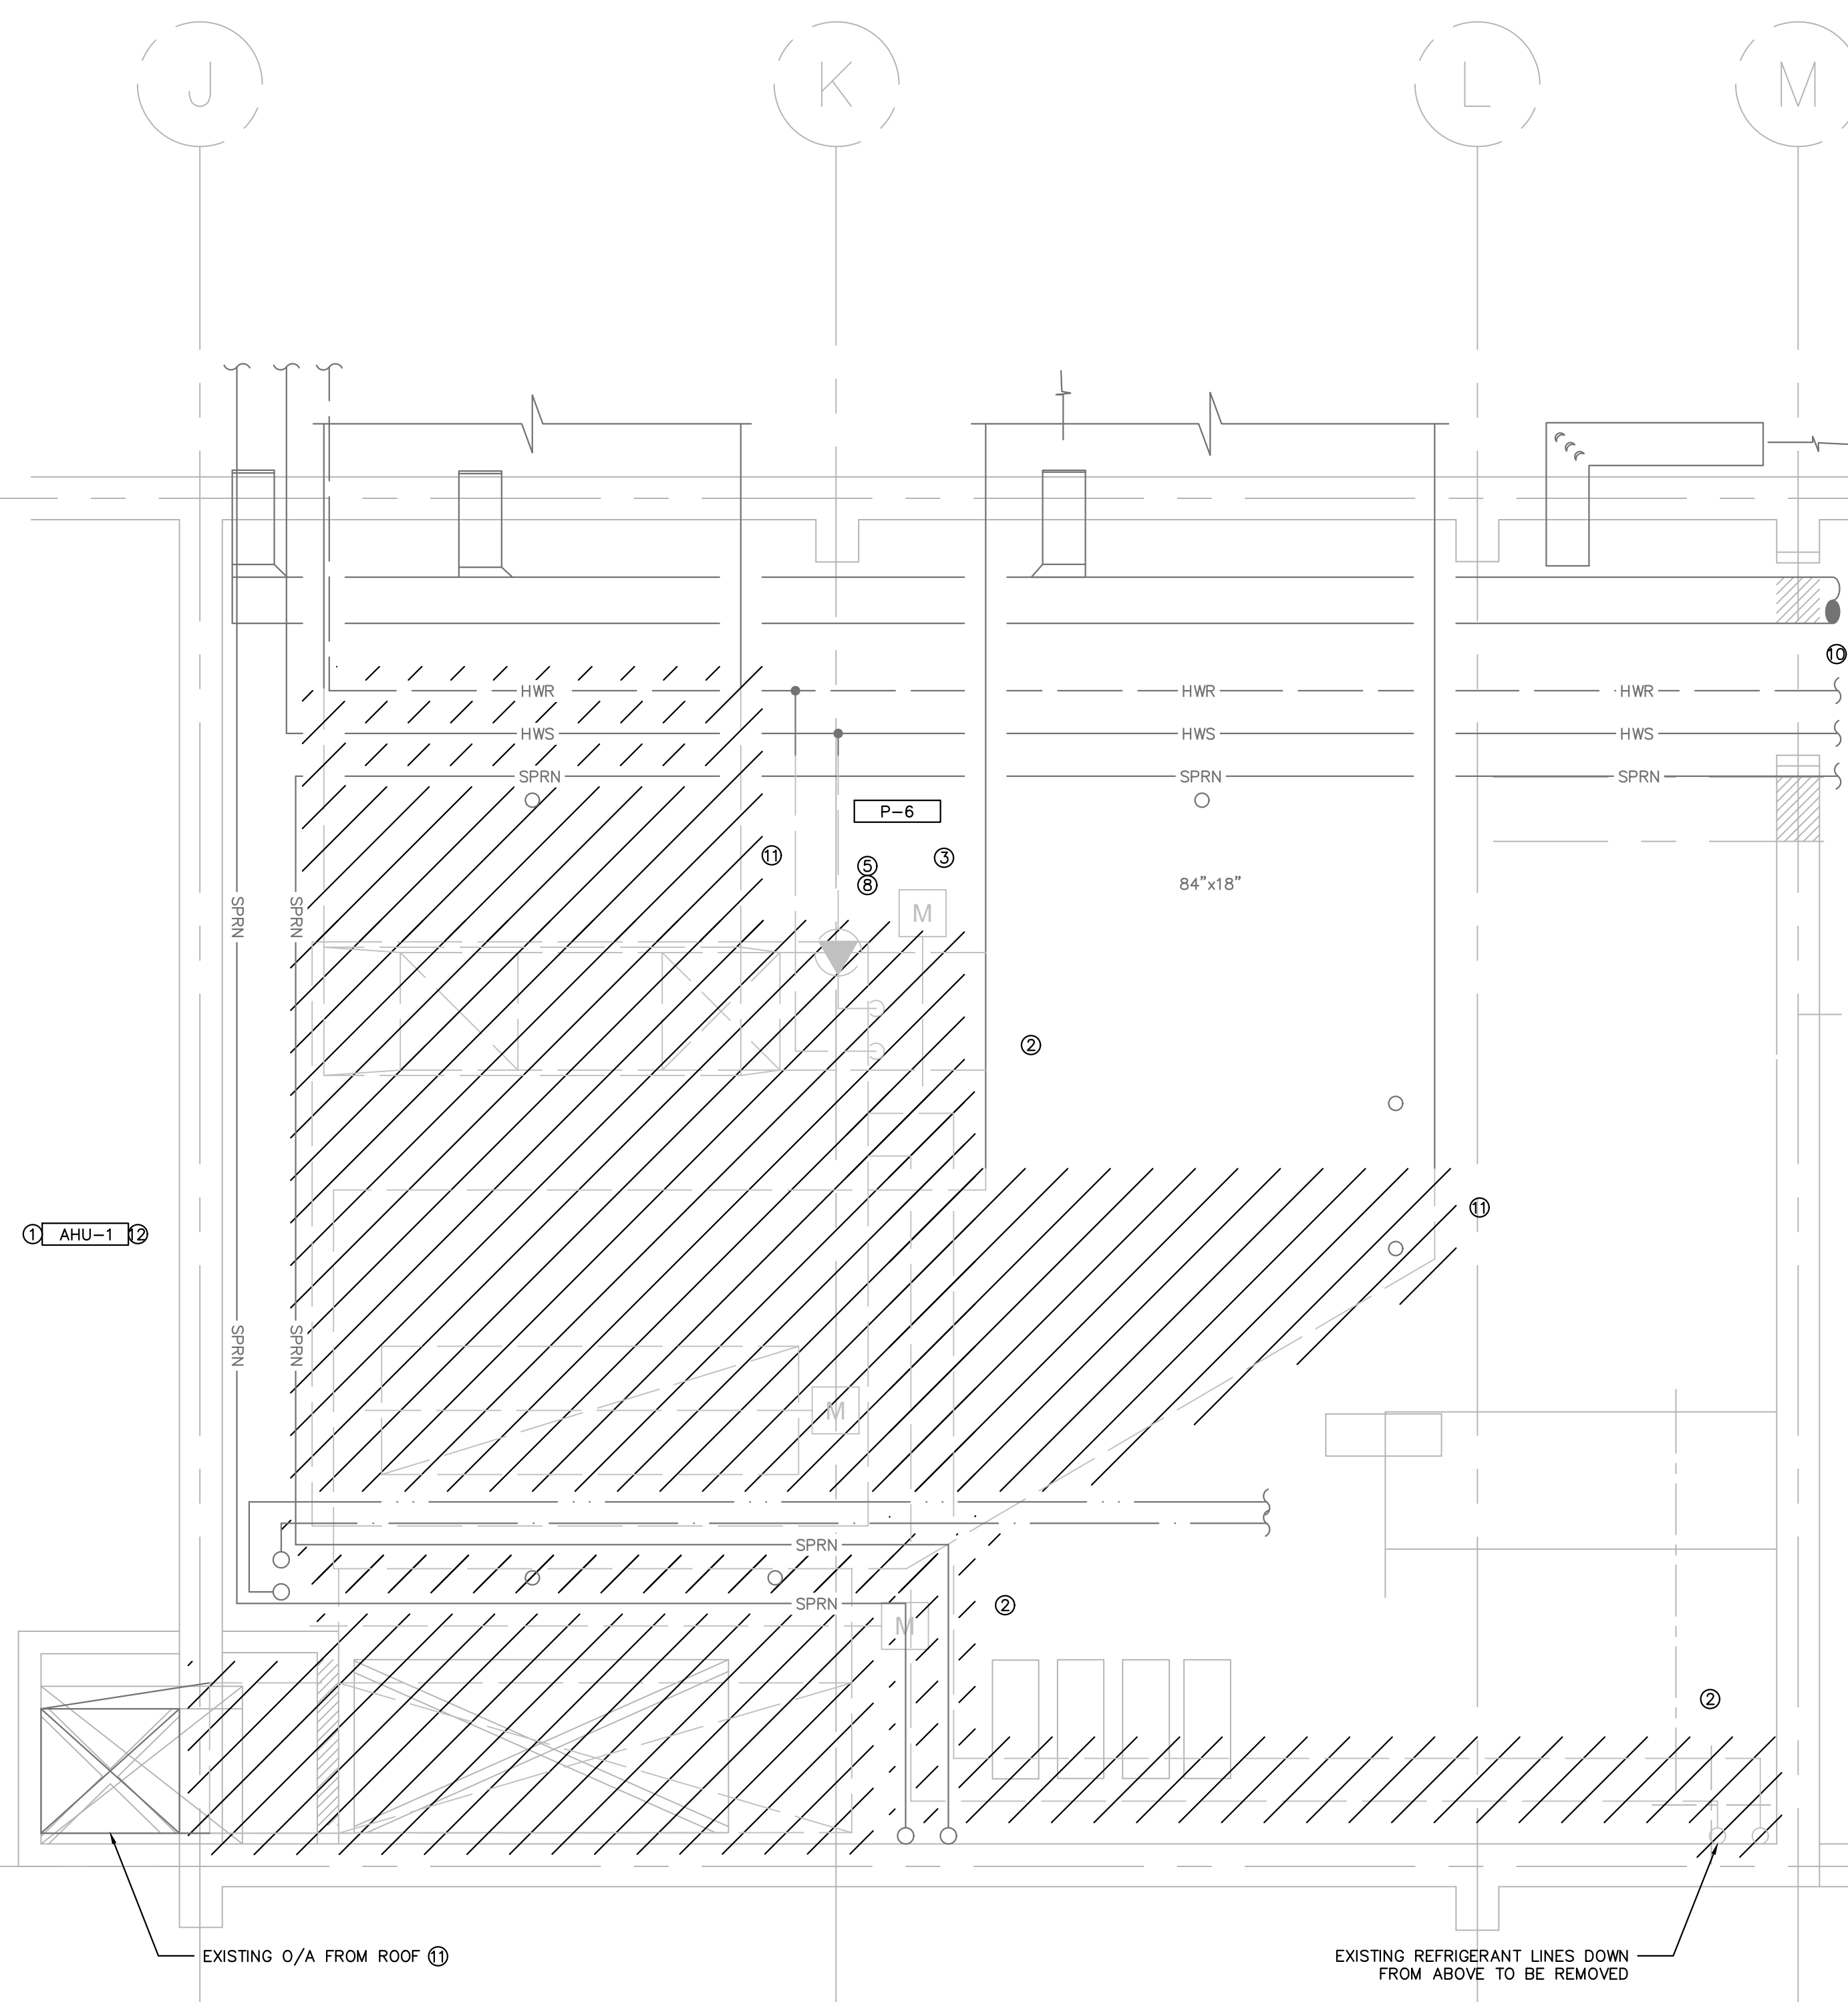 J
K
L
M
HWR
HWR
HWR
HWS
HWS
HWS
SPRN
SPRN
SPRN
10
P-6
11
5
8
3
M
84"x18"
SPRN
SPRN
2
11
1
AHU-1
12
SPRN
SPRN
M
SPRN
SPRN
M
2
2
EXISTING O/A FROM ROOF 11
EXISTING REFRIGERANT LINES DOWN
FROM ABOVE TO BE REMOVED